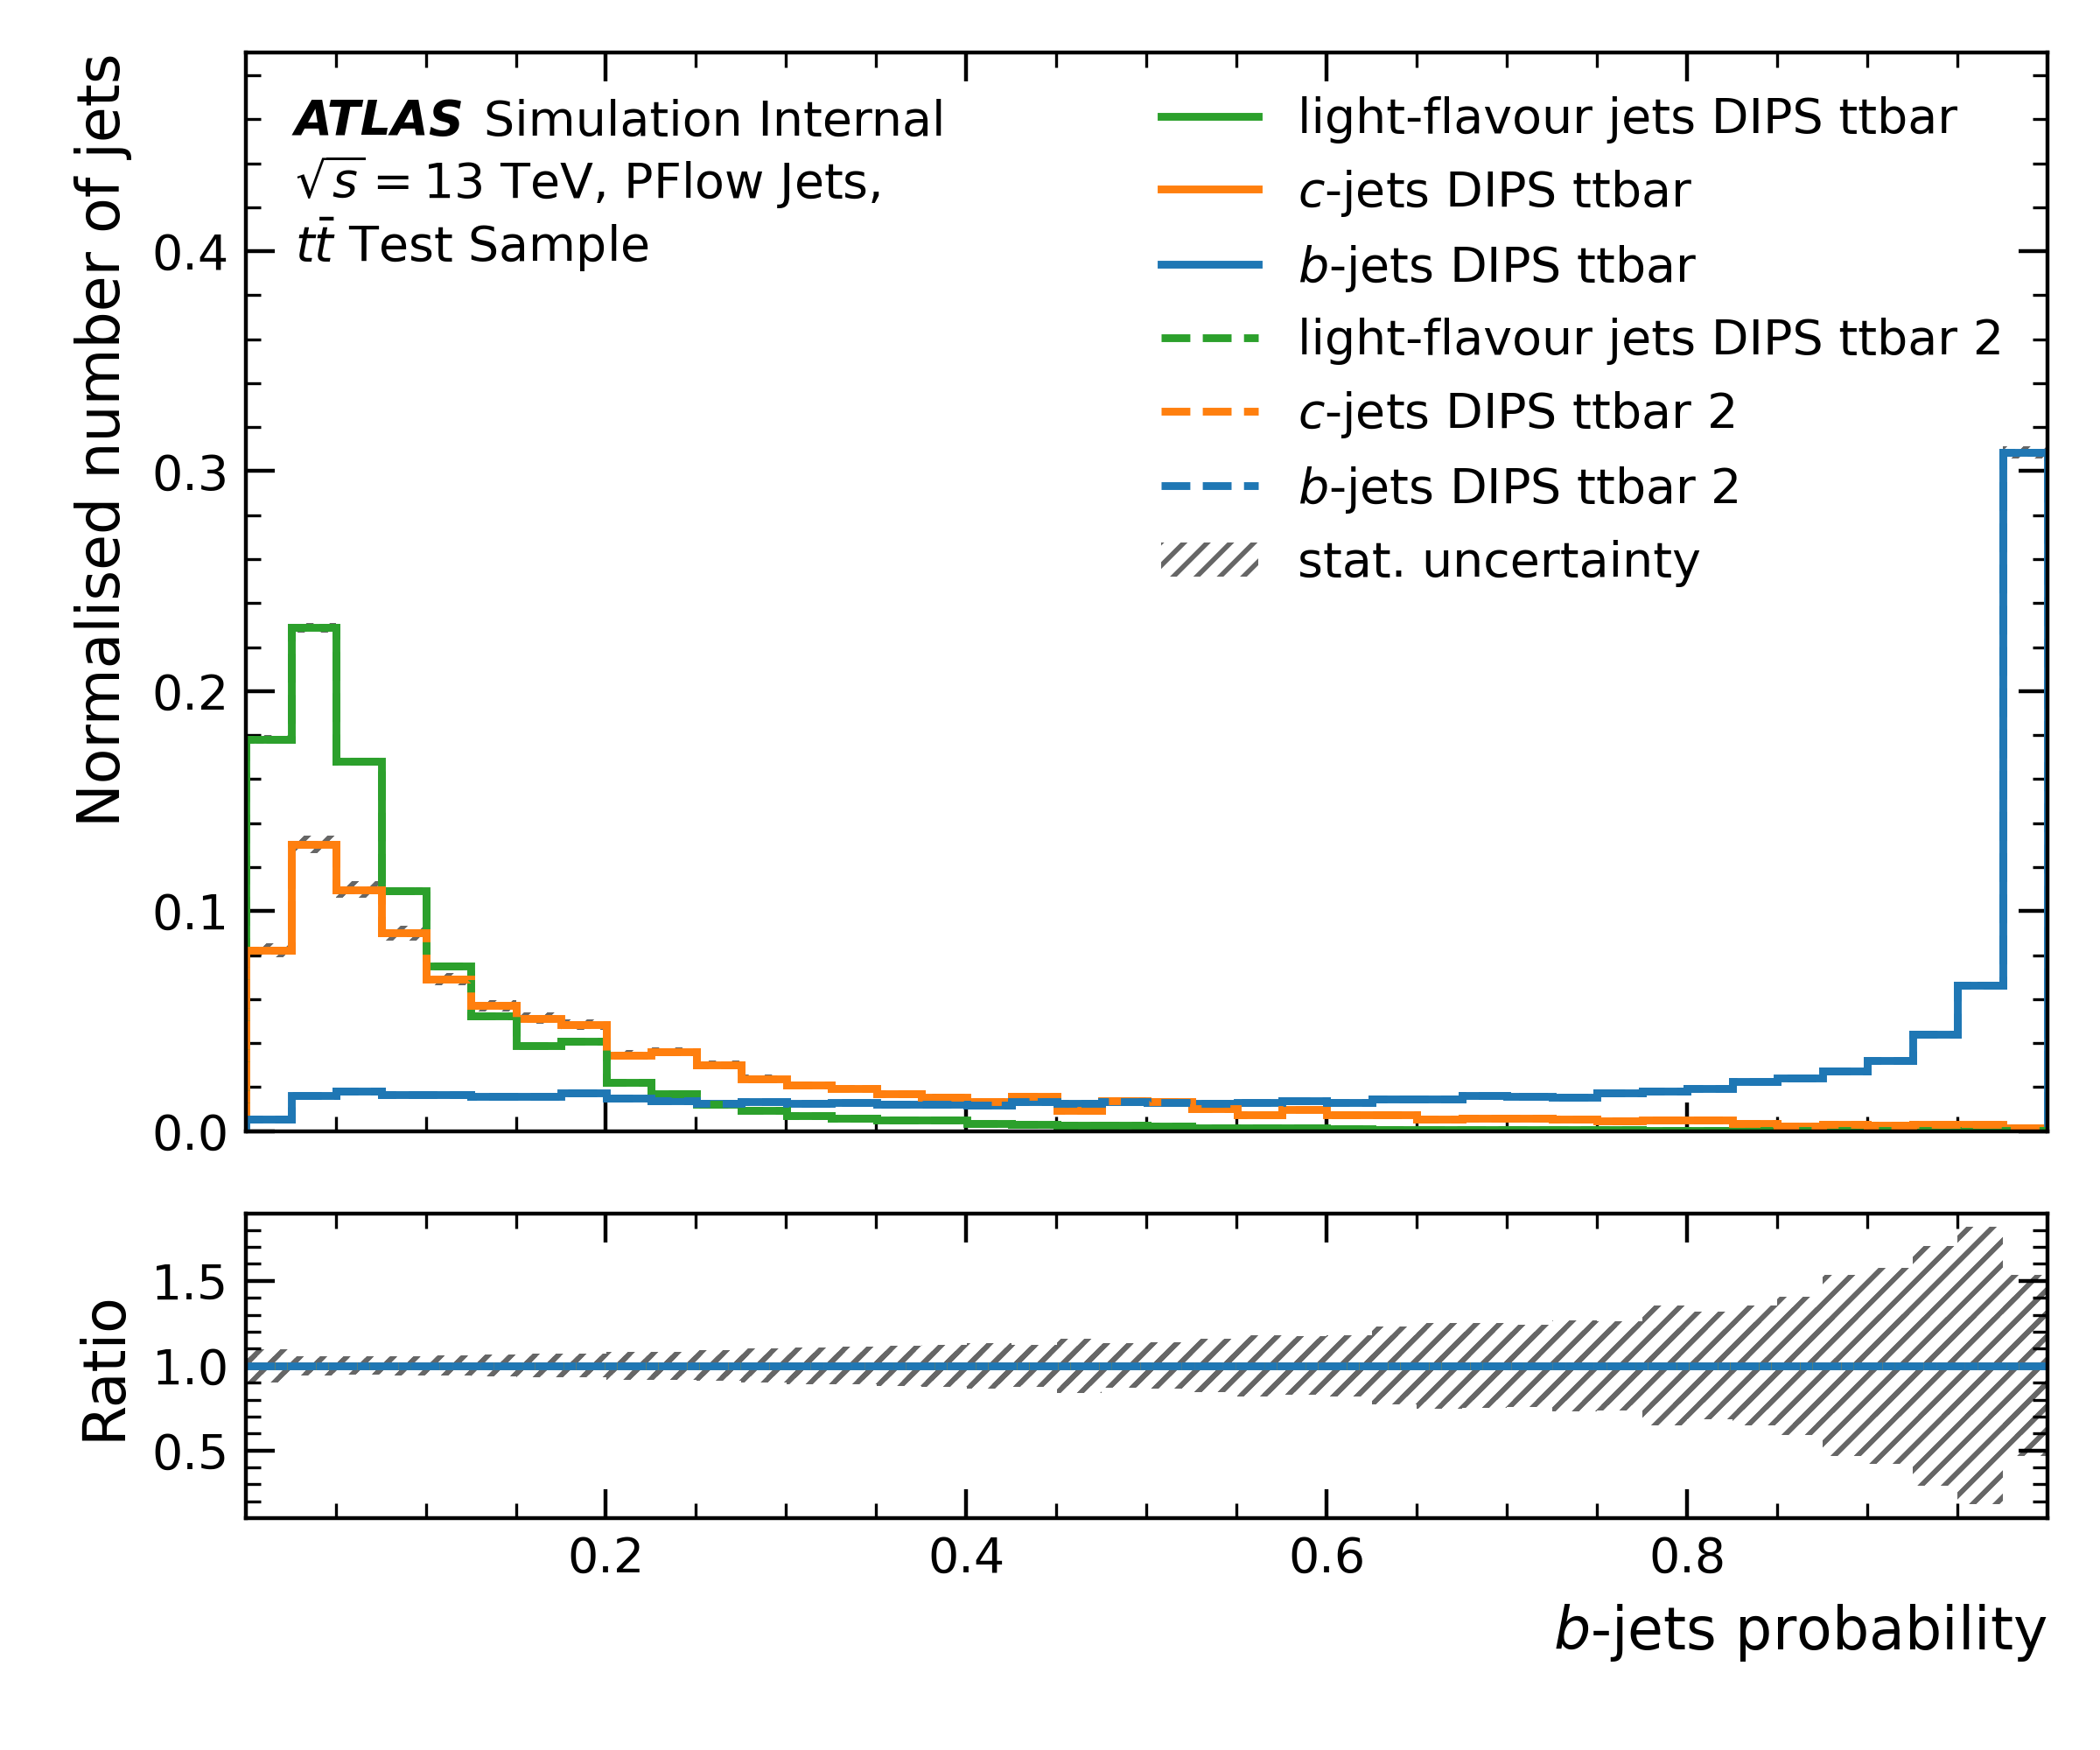 Normalised number of jets
ATLAS Simulation Internal
√s = 13 TeV, PFlow Jets,
tt̄ Test Sample
light-flavour jets DIPS ttbar
c-jets DIPS ttbar
b-jets DIPS ttbar
light-flavour jets DIPS ttbar 2
c-jets DIPS ttbar 2
b-jets DIPS ttbar 2
stat. uncertainty
0.4
0.3
0.2
0.1
0.0
Ratio
1.5
1.0
0.5
0.2 0.4 0.6 0.8
b-jets probability